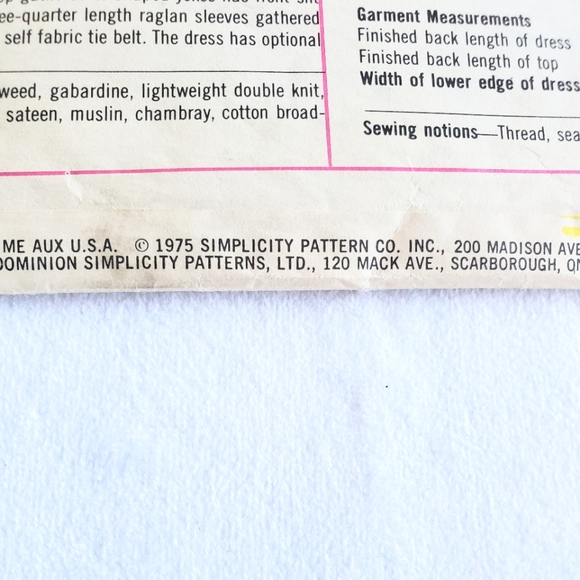 ee-quarter length raglan sleeves gathered
self fabric tie belt. The dress has optional
weed, gabardine, lightweight double knit,
sateen, muslin, chambray, cotton broad-
Garment Measurements
Finished back length of dress
Finished back length of top
Width of lower edge of dress
Sewing notions—Thread, sea
ME AUX U.S.A. © 1975 SIMPLICITY PATTERN CO. INC., 200 MADISON AVE
DOMINION SIMPLICITY PATTERNS, LTD., 120 MACK AVE., SCARBOROUGH, ON